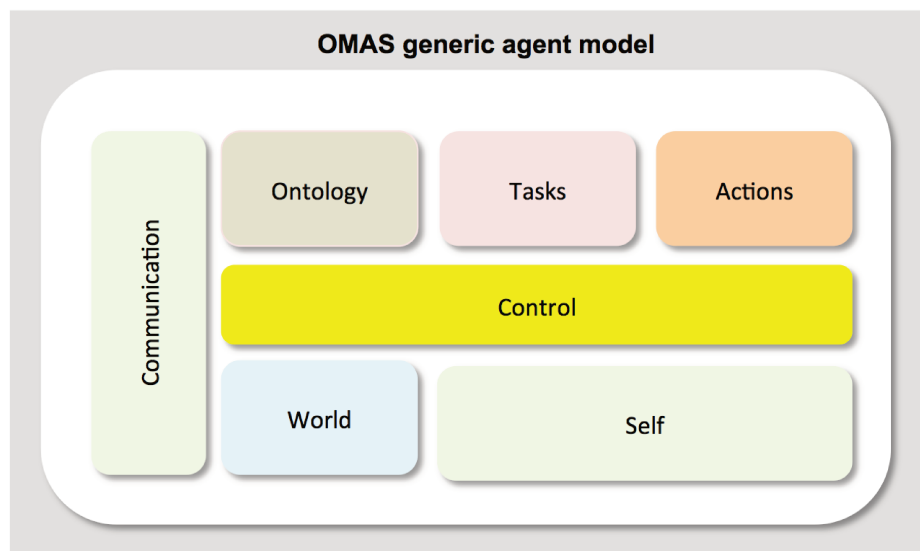 OMAS generic agent model
Communication
Ontology
Tasks
Actions
Control
World
Self